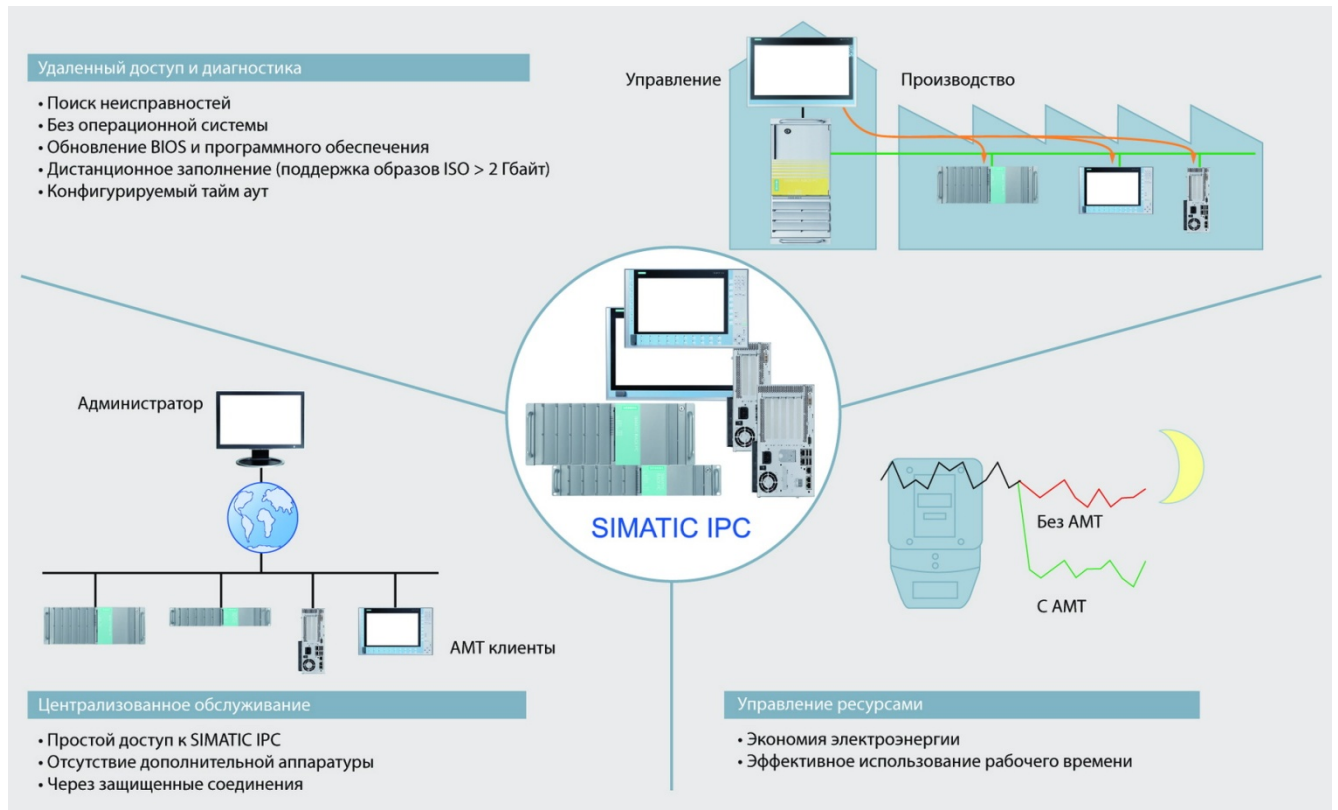 Удаленный доступ и диагностика
• Поиск неисправностей
• Без операционной системы
• Обновление BIOS и программного обеспечения
• Дистанционное заполнение (поддержка образов ISO > 2 Гбайт)
• Конфигурируемый тайм аут
Управление
Производство
Администратор
АМТ клиенты
SIMATIC IPC
Без АМТ
С АМТ
Централизованное обслуживание
• Простой доступ к SIMATIC IPC
• Отсутствие дополнительной аппаратуры
• Через защищенные соединения
Управление ресурсами
• Экономия электроэнергии
• Эффективное использование рабочего времени